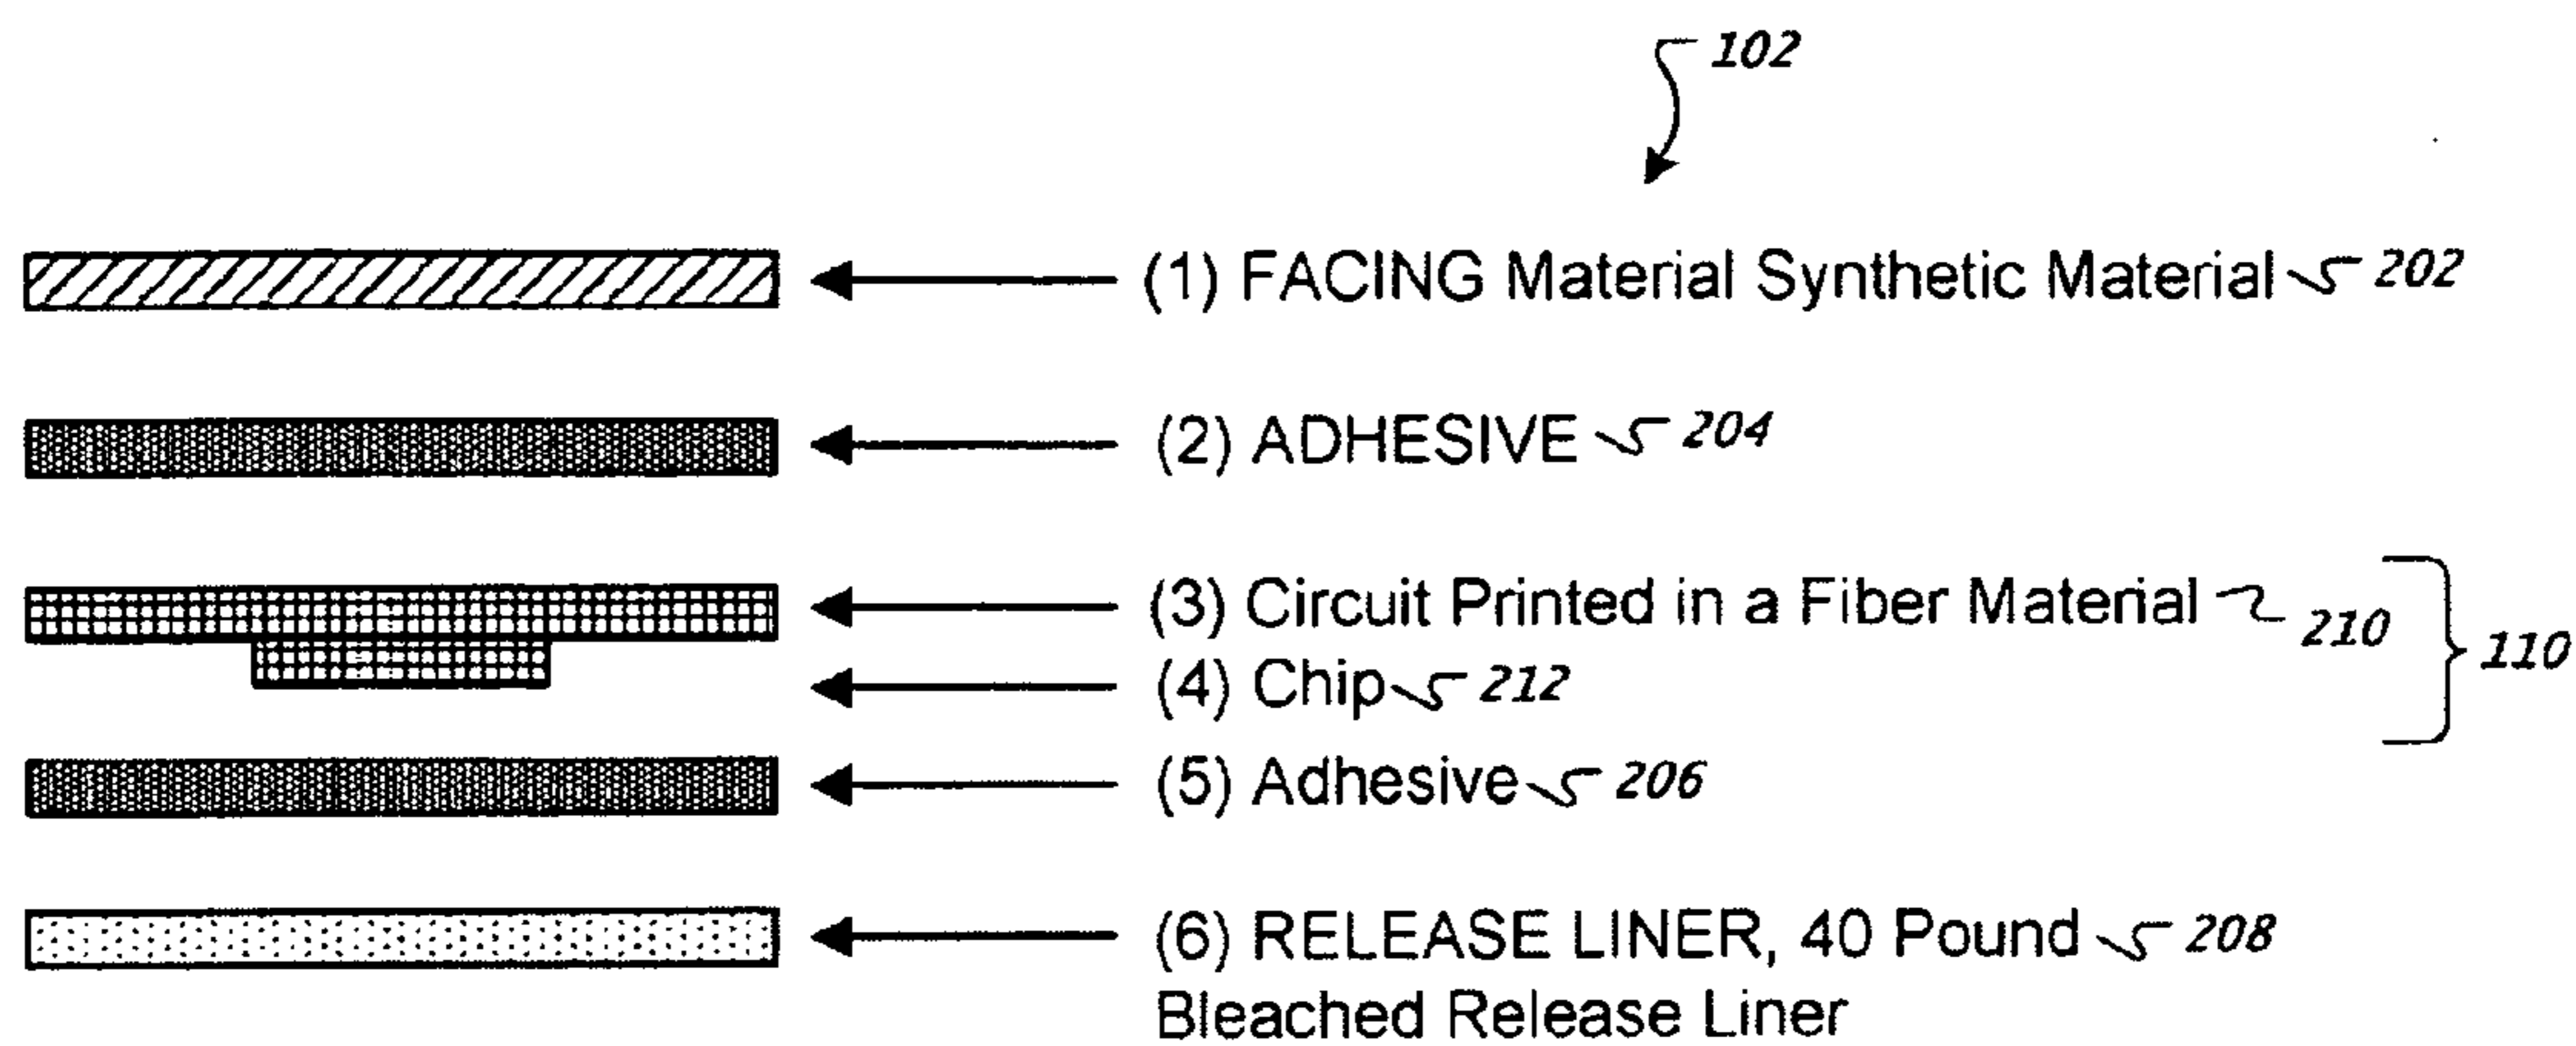 102
(1) FACING Material Synthetic Material 202
(2) ADHESIVE 204
(3) Circuit Printed in a Fiber Material 210
110
(4) Chip 212
(5) Adhesive 206
(6) RELEASE LINER, 40 Pound 208
Bleached Release Liner